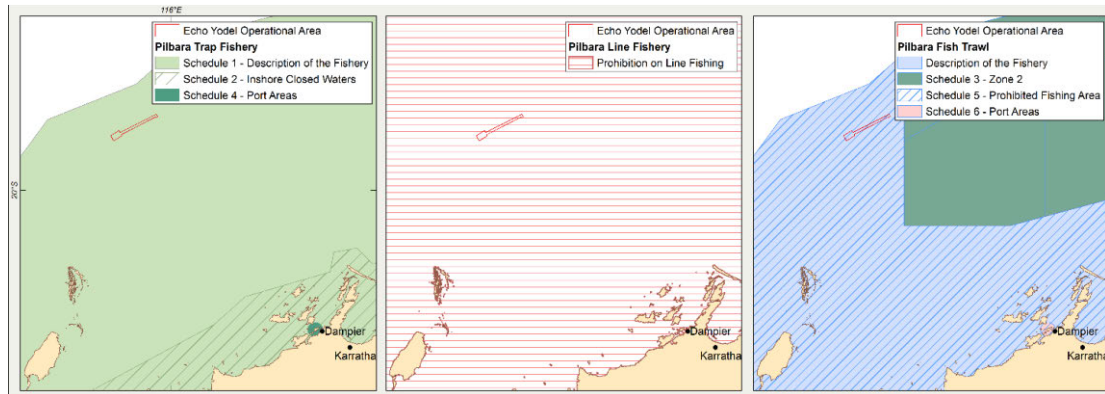 116°E
20°S
Echo Yodel Operational Area
Pilbara Trap Fishery
Schedule 1 - Description of the Fishery
Schedule 2 - Inshore Closed Waters
Schedule 4 - Port Areas
Dampier
Karratha
Echo Yodel Operational Area
Pilbara Line Fishery
Prohibition on Line Fishing
Dampier
Karratha
Echo Yodel Operational Area
Pilbara Fish Trawl
Description of the Fishery
Schedule 3 - Zone 2
Schedule 5 - Prohibited Fishing Area
Schedule 6 - Port Areas
Dampier
Karratha